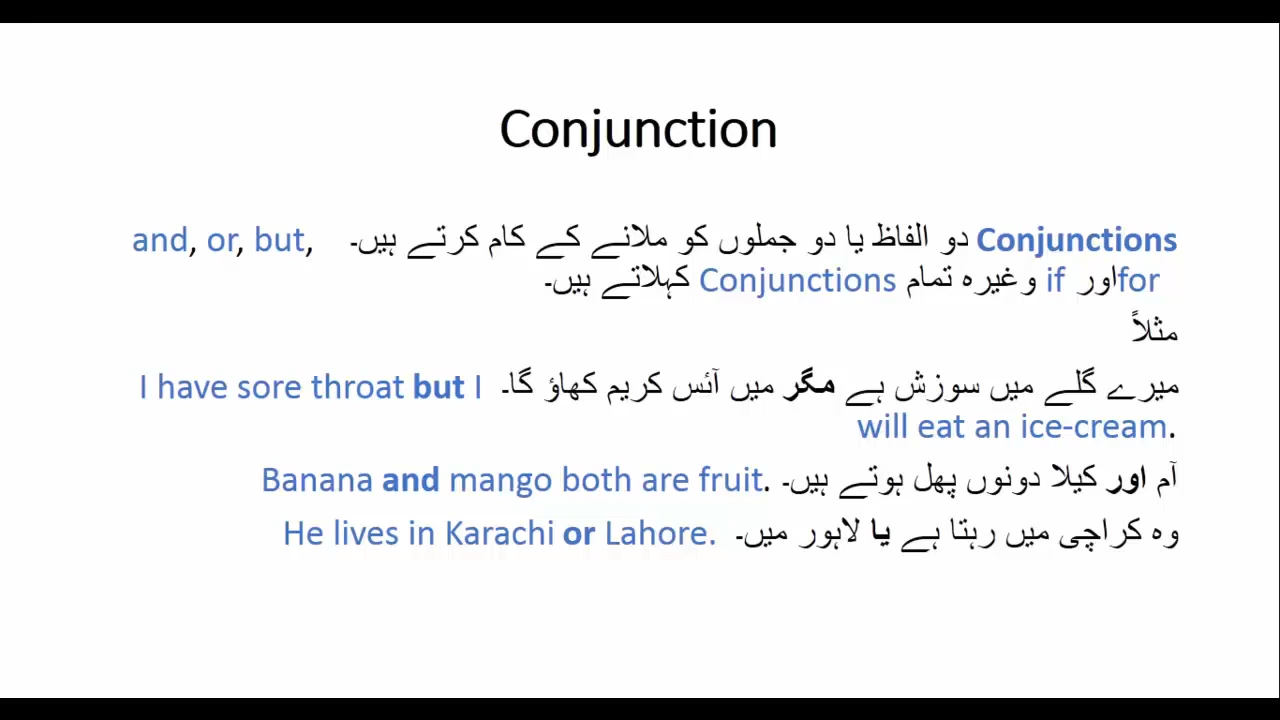 Conjunction
Conjunctions دو الفاظ یا دو جملوں کو ملانے کے کام کرتے ہیں۔ and, or, but,
for اور if وغیرہ تمام Conjunctions کہلاتے ہیں۔
مثلاً
میرے گلے میں سوزش ہے مگر میں آئس کریم کھاؤ گا۔ I have sore throat but I
will eat an ice-cream.
آم اور کیلا دونوں پھل ہوتے ہیں۔ Banana and mango both are fruit.
وہ کراچی میں رہتا ہے یا لاہور میں۔ He lives in Karachi or Lahore.